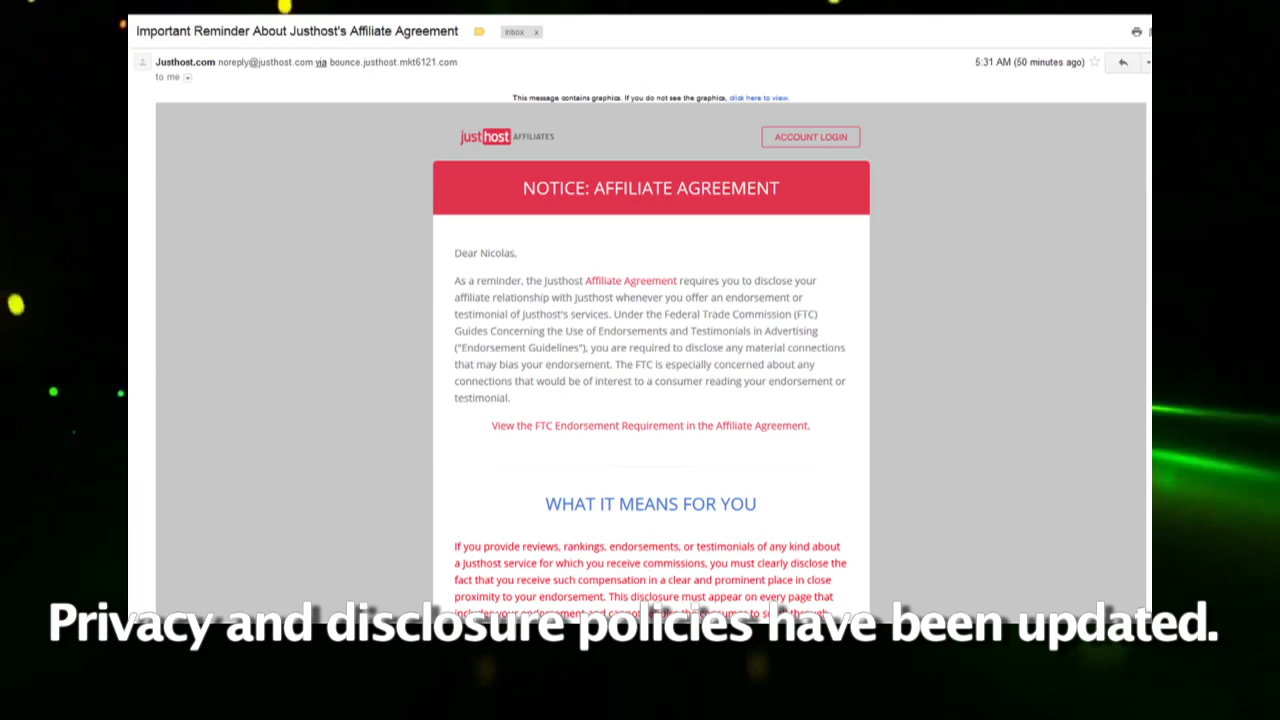 Important Reminder About Justhost's Affiliate Agreement Inbox x
Justhost.com noreply@justhost.com via bounce.justhost.mkt6121.com 5:31 AM (50 minutes ago)
to me
This message contains graphics. If you do not see the graphics, click here to view.
justhost AFFILIATES ACCOUNT LOGIN
NOTICE: AFFILIATE AGREEMENT
Dear Nicolas,
As a reminder, the Justhost Affiliate Agreement requires you to disclose your
affiliate relationship with Justhost whenever you offer an endorsement or
testimonial of Justhost's services. Under the Federal Trade Commission (FTC)
Guides Concerning the Use of Endorsements and Testimonials in Advertising
("Endorsement Guidelines"), you are required to disclose any material connections
that may bias your endorsement. The FTC is especially concerned about any
connections that would be of interest to a consumer reading your endorsement or
testimonial.
View the FTC Endorsement Requirement in the Affiliate Agreement.
WHAT IT MEANS FOR YOU
If you provide reviews, rankings, endorsements, or testimonials of any kind about
a Justhost service for which you receive commissions, you must clearly disclose the
fact that you receive such compensation in a clear and prominent place in close
proximity to your endorsement. This disclosure must appear on every page that
Privacy and disclosure policies have been updated.